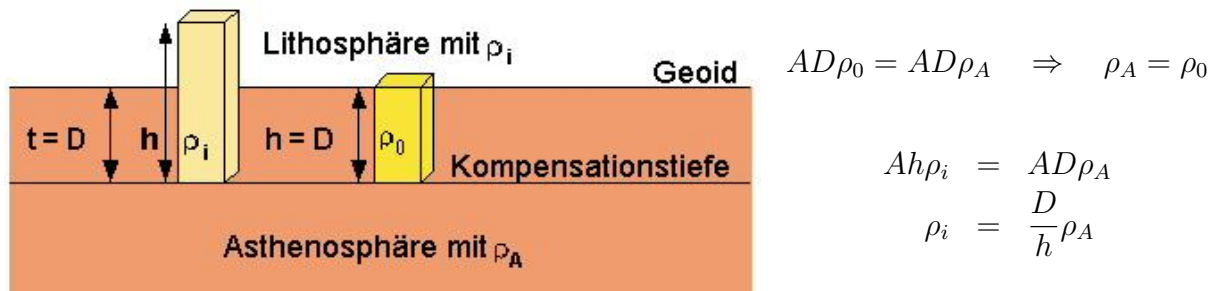 Lithosphäre mit ρi
Geoid
t = D
h
ρi
h = D
ρ0
Kompensationstiefe
Asthenosphäre mit ρA
ADρ0 = ADρA ⇒ ρA = ρ0
Ahρi = ADρA
ρi = D/h ρA